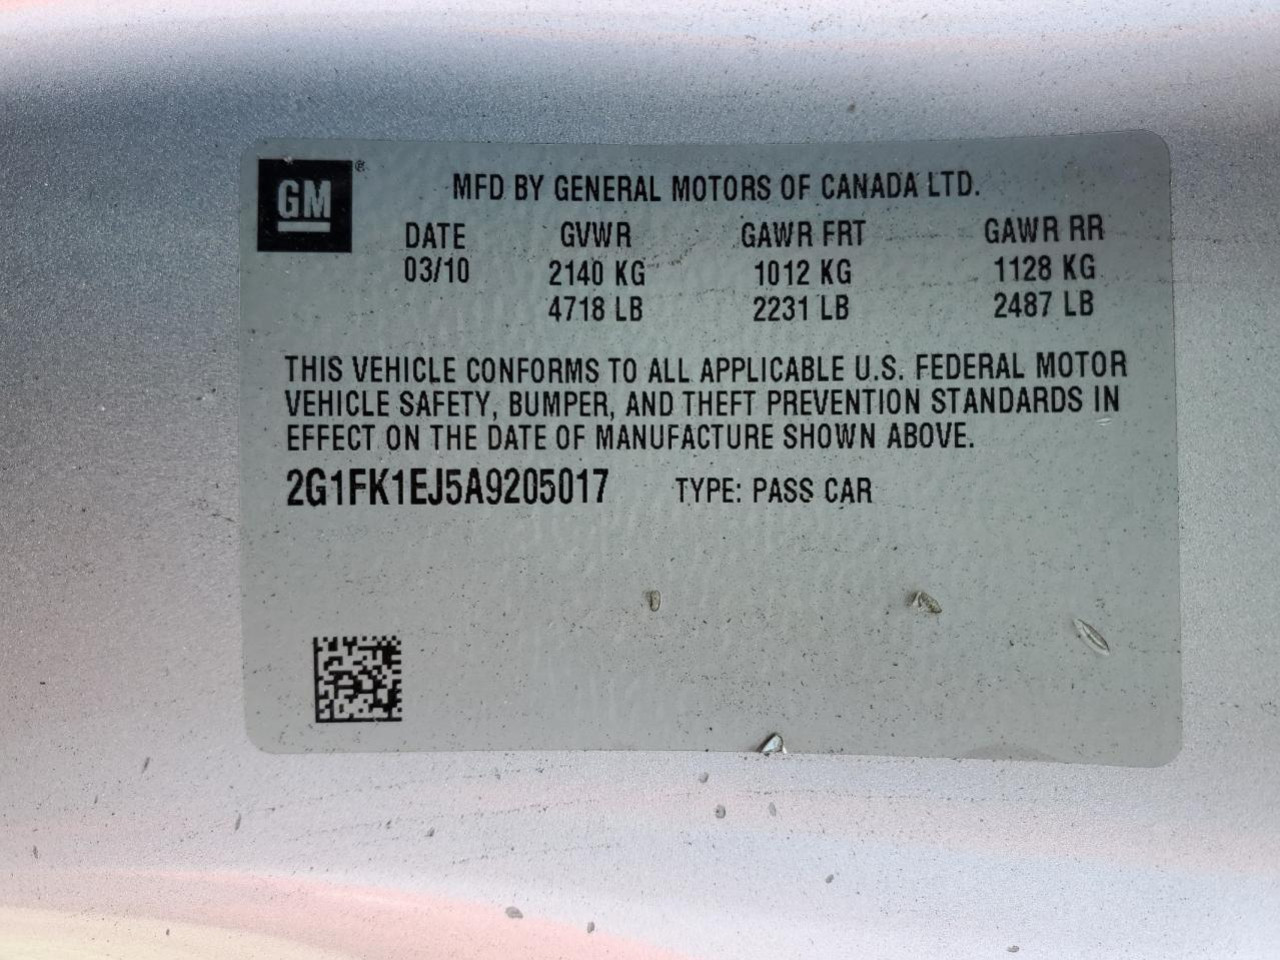 GM ®
MFD BY GENERAL MOTORS OF CANADA LTD.
DATE GVWR GAWR FRT GAWR RR
03/10 2140 KG 1012 KG 1128 KG
4718 LB 2231 LB 2487 LB
THIS VEHICLE CONFORMS TO ALL APPLICABLE U.S. FEDERAL MOTOR
VEHICLE SAFETY, BUMPER, AND THEFT PREVENTION STANDARDS IN
EFFECT ON THE DATE OF MANUFACTURE SHOWN ABOVE.
2G1FK1EJ5A9205017 TYPE: PASS CAR